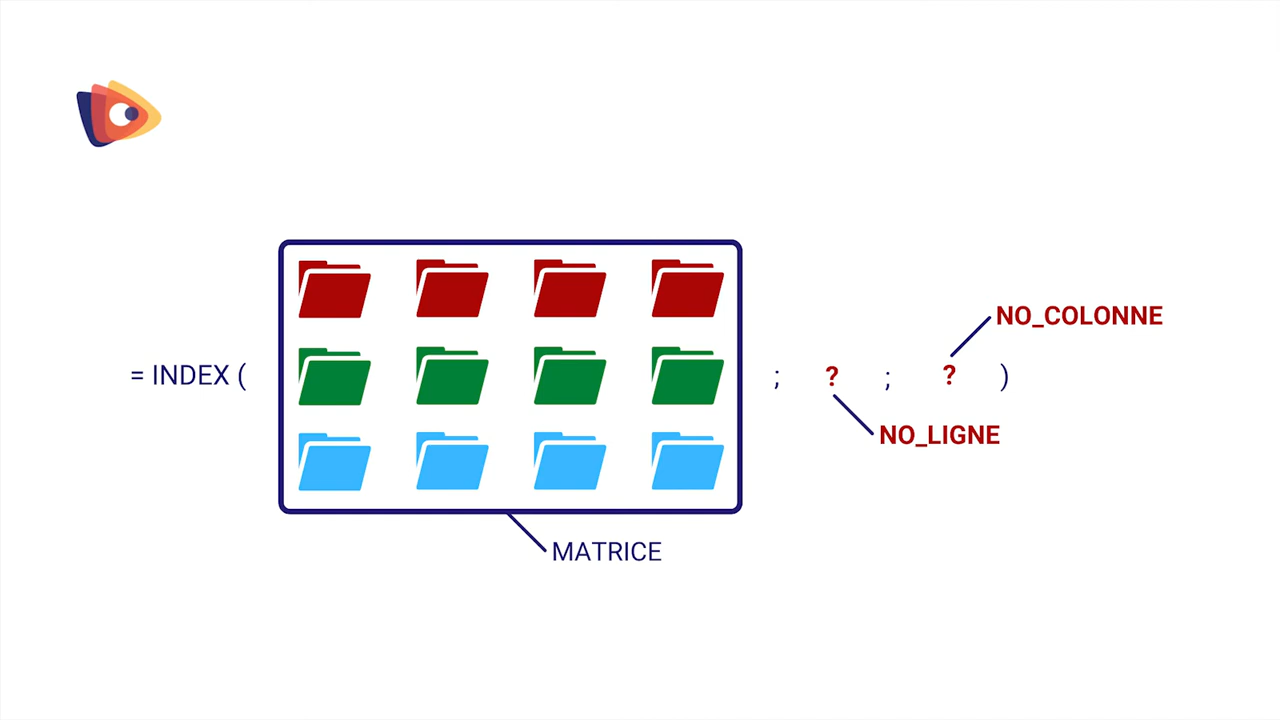 NO_COLONNE
= INDEX ( ; ? ; ? )
NO_LIGNE
MATRICE